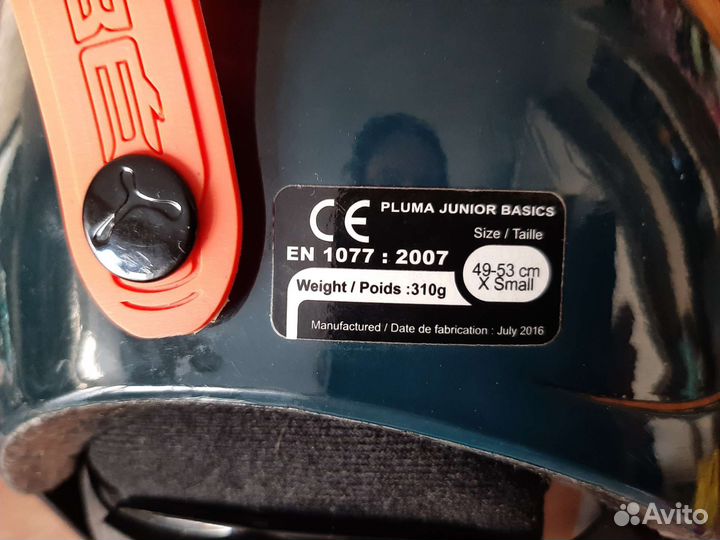 BÉ
CE PLUMA JUNIOR BASICS
Size / Taille
EN 1077 : 2007
49-53 cm
X Small
Weight / Poids :310g
Manufactured / Date de fabrication : July 2016
Avito